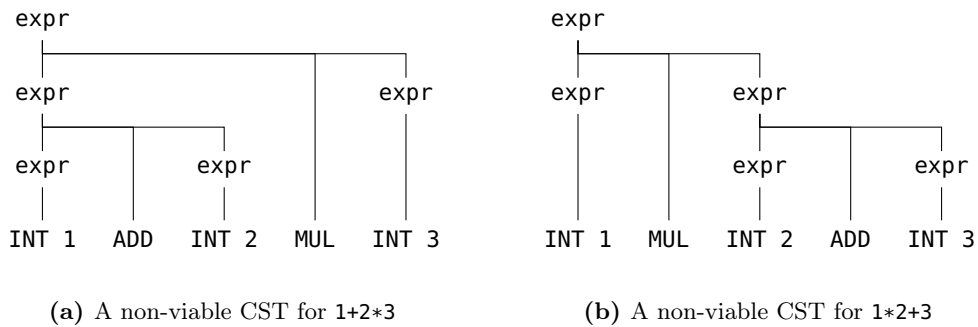 expr
expr
expr
expr
expr
INT 1 ADD INT 2 MUL INT 3
(a) A non-viable CST for 1+2*3
expr
expr
expr
expr
expr
INT 1 MUL INT 2 ADD INT 3
(b) A non-viable CST for 1*2+3